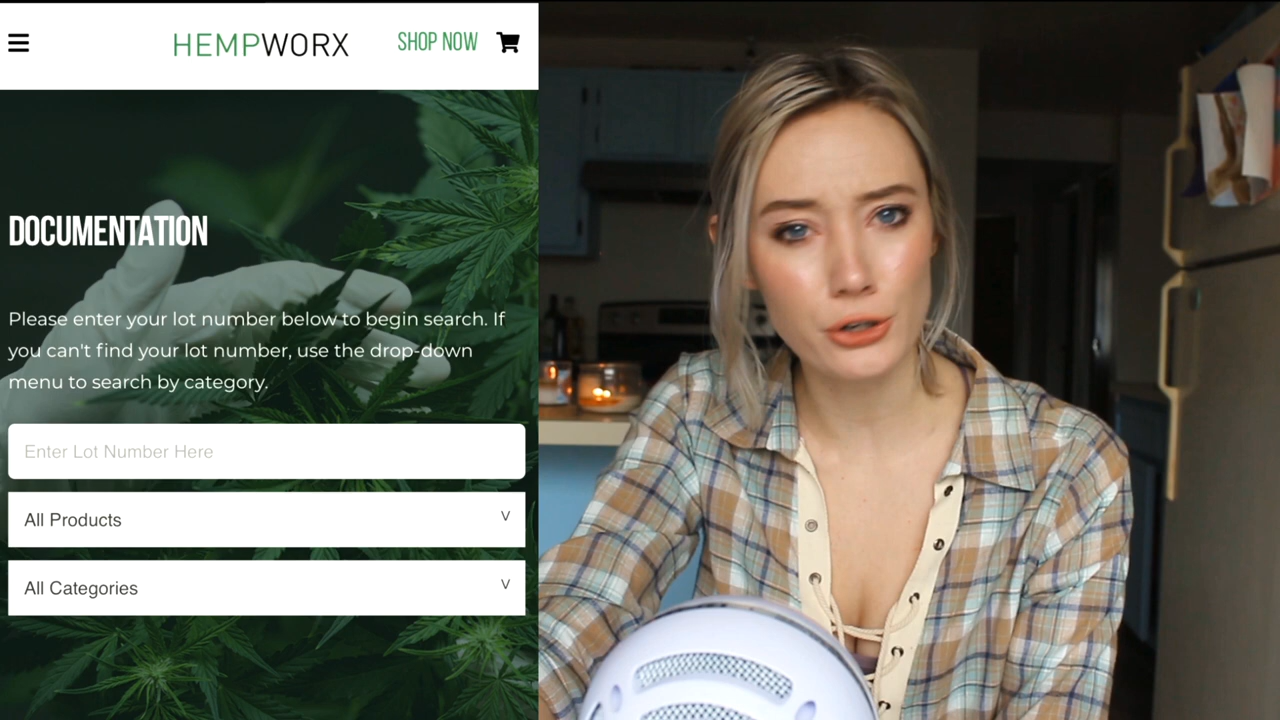 HEMPWORX
SHOP NOW
DOCUMENTATION
Please enter your lot number below to begin search. If
you can't find your lot number, use the drop-down
menu to search by category.
Enter Lot Number Here
All Products
All Categories